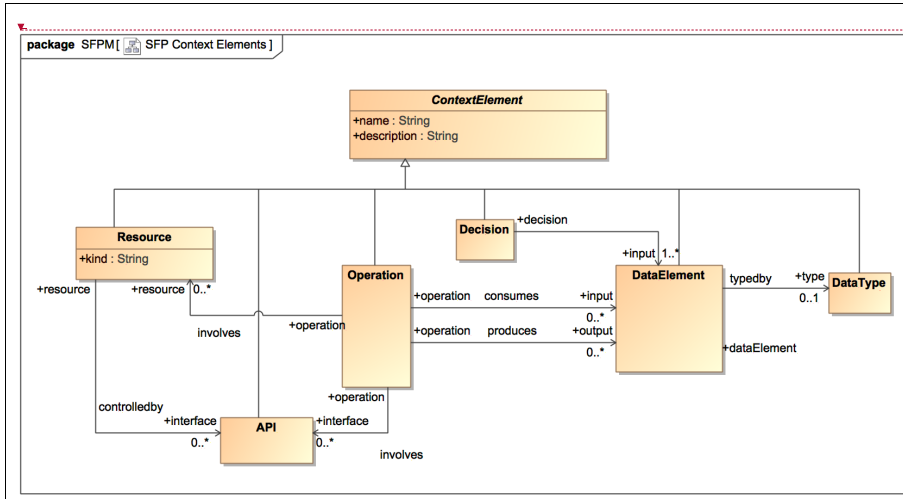 package SFPM[ SFP Context Elements ]
ContextElement
+name : String
+description : String
Resource
+kind : String
+resource
+resource
0..*
involves
+operation
controlledby
+interface
0..*
API
+interface
0..*
+operation
involves
Operation
Decision
+decision
+input
1..*
+operation consumes +input
0..*
+operation produces +output
0..*
DataElement
typedby
+type
0..1
DataType
+dataElement